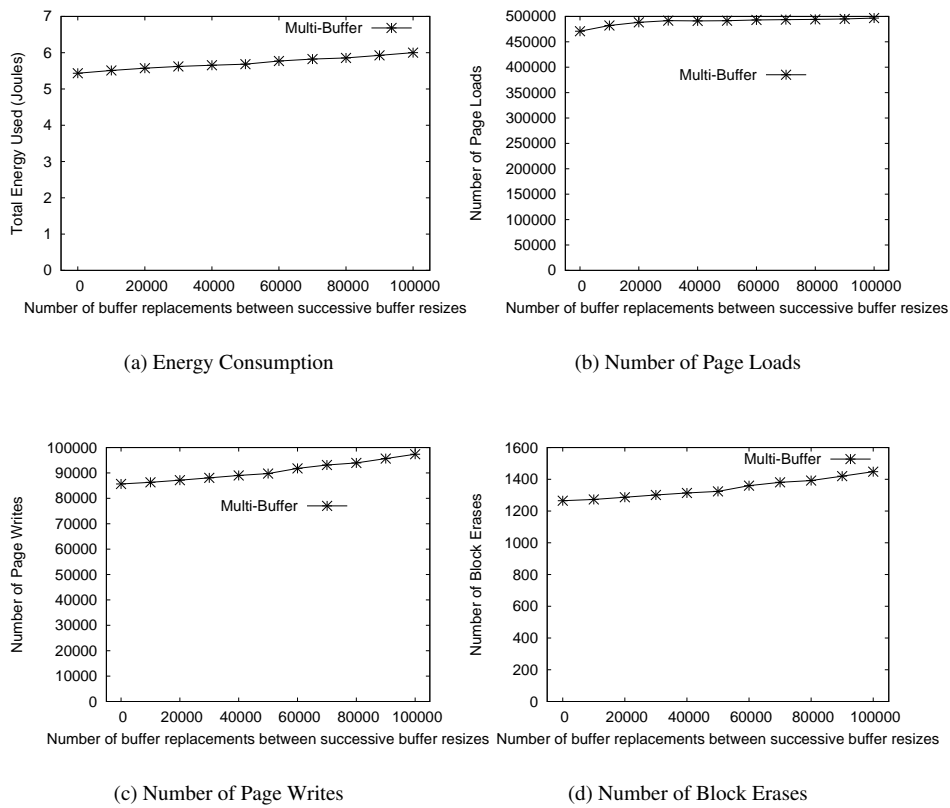 7
6
5
4
3
2
1
0
Total Energy Used (Joules)
Multi-Buffer
0 20000 40000 60000 80000 100000
Number of buffer replacements between successive buffer resizes
(a) Energy Consumption
500000
450000
400000
350000
300000
250000
200000
150000
100000
50000
0
Number of Page Loads
Multi-Buffer
0 20000 40000 60000 80000 100000
Number of buffer replacements between successive buffer resizes
(b) Number of Page Loads
100000
90000
80000
70000
60000
50000
40000
30000
20000
10000
0
Number of Page Writes
Multi-Buffer
0 20000 40000 60000 80000 100000
Number of buffer replacements between successive buffer resizes
(c) Number of Page Writes
1600
1400
1200
1000
800
600
400
200
0
Number of Block Erases
Multi-Buffer
0 20000 40000 60000 80000 100000
Number of buffer replacements between successive buffer resizes
(d) Number of Block Erases